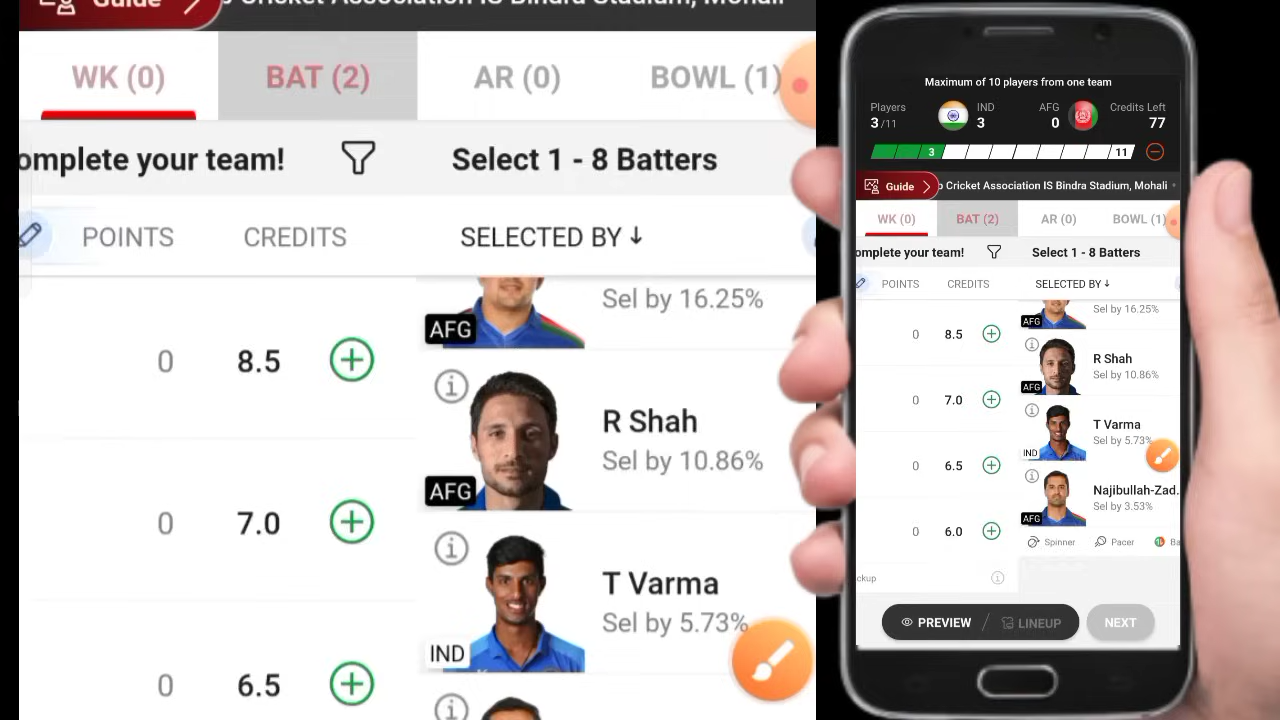 Guide
Cricket Association IS Bindra Stadium, Mohali
WK (0)
BAT (2)
AR (0)
BOWL (1)
omplete your team!
Select 1 - 8 Batters
POINTS
CREDITS
SELECTED BY ↓
Sel by 16.25%
AFG
0
8.5
R Shah
Sel by 10.86%
AFG
0
7.0
T Varma
Sel by 5.73%
IND
0
6.5
Maximum of 10 players from one team
Players
3/11
IND
3
AFG
0
Credits Left
77
3
11
Guide
Cricket Association IS Bindra Stadium, Mohali
WK (0)
BAT (2)
AR (0)
BOWL (1)
omplete your team!
Select 1 - 8 Batters
POINTS
CREDITS
SELECTED BY ↓
Sel by 16.25%
AFG
0
8.5
R Shah
Sel by 10.86%
AFG
0
7.0
T Varma
Sel by 5.73%
IND
0
6.5
Najibullah-Zad..
Sel by 3.53%
AFG
0
6.0
Spinner
Pacer
Ba
ckup
PREVIEW
LINEUP
NEXT